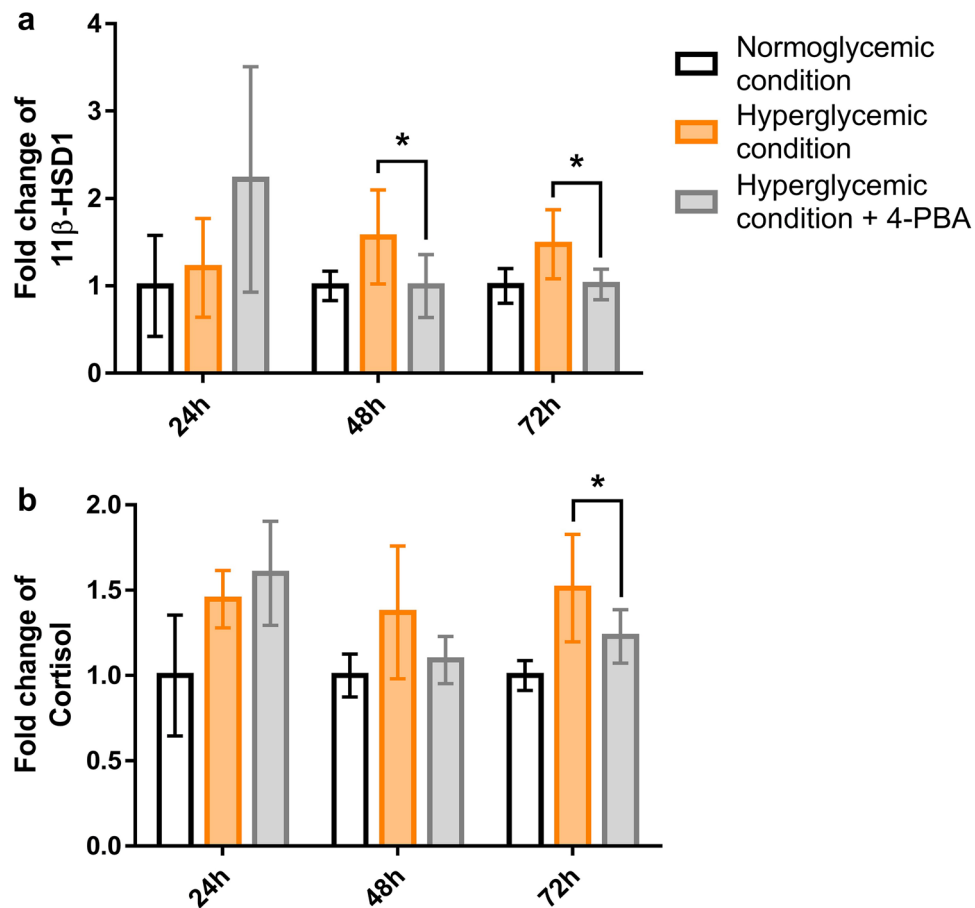 a
Fold change of
11β-HSD1
4
3
2
1
0
*
*
24h
48h
72h
Normoglycemic
condition
Hyperglycemic
condition
Hyperglycemic
condition + 4-PBA
b
Fold change of
Cortisol
2.0
1.5
1.0
0.5
0.0
*
24h
48h
72h